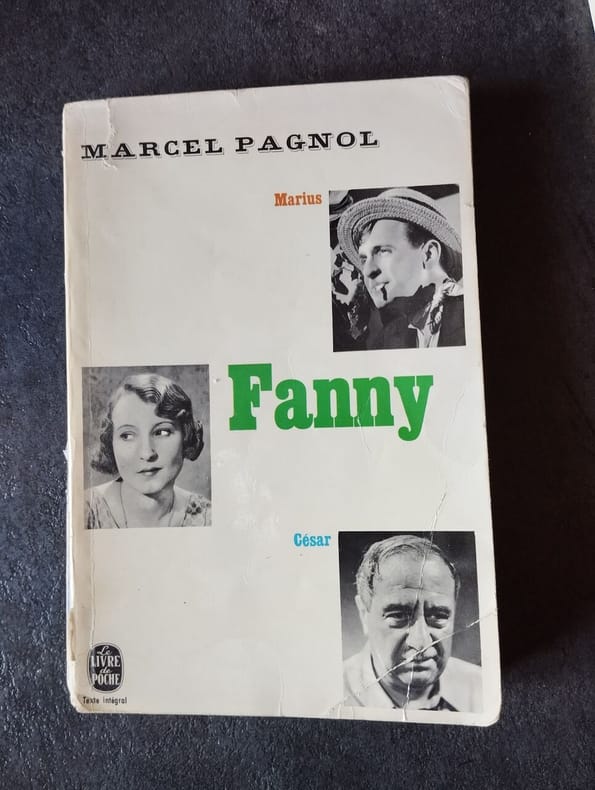 MARCEL PAGNOL
Marius
Fanny
César
Le
LIVRE
de
POCHE
Texte intégral